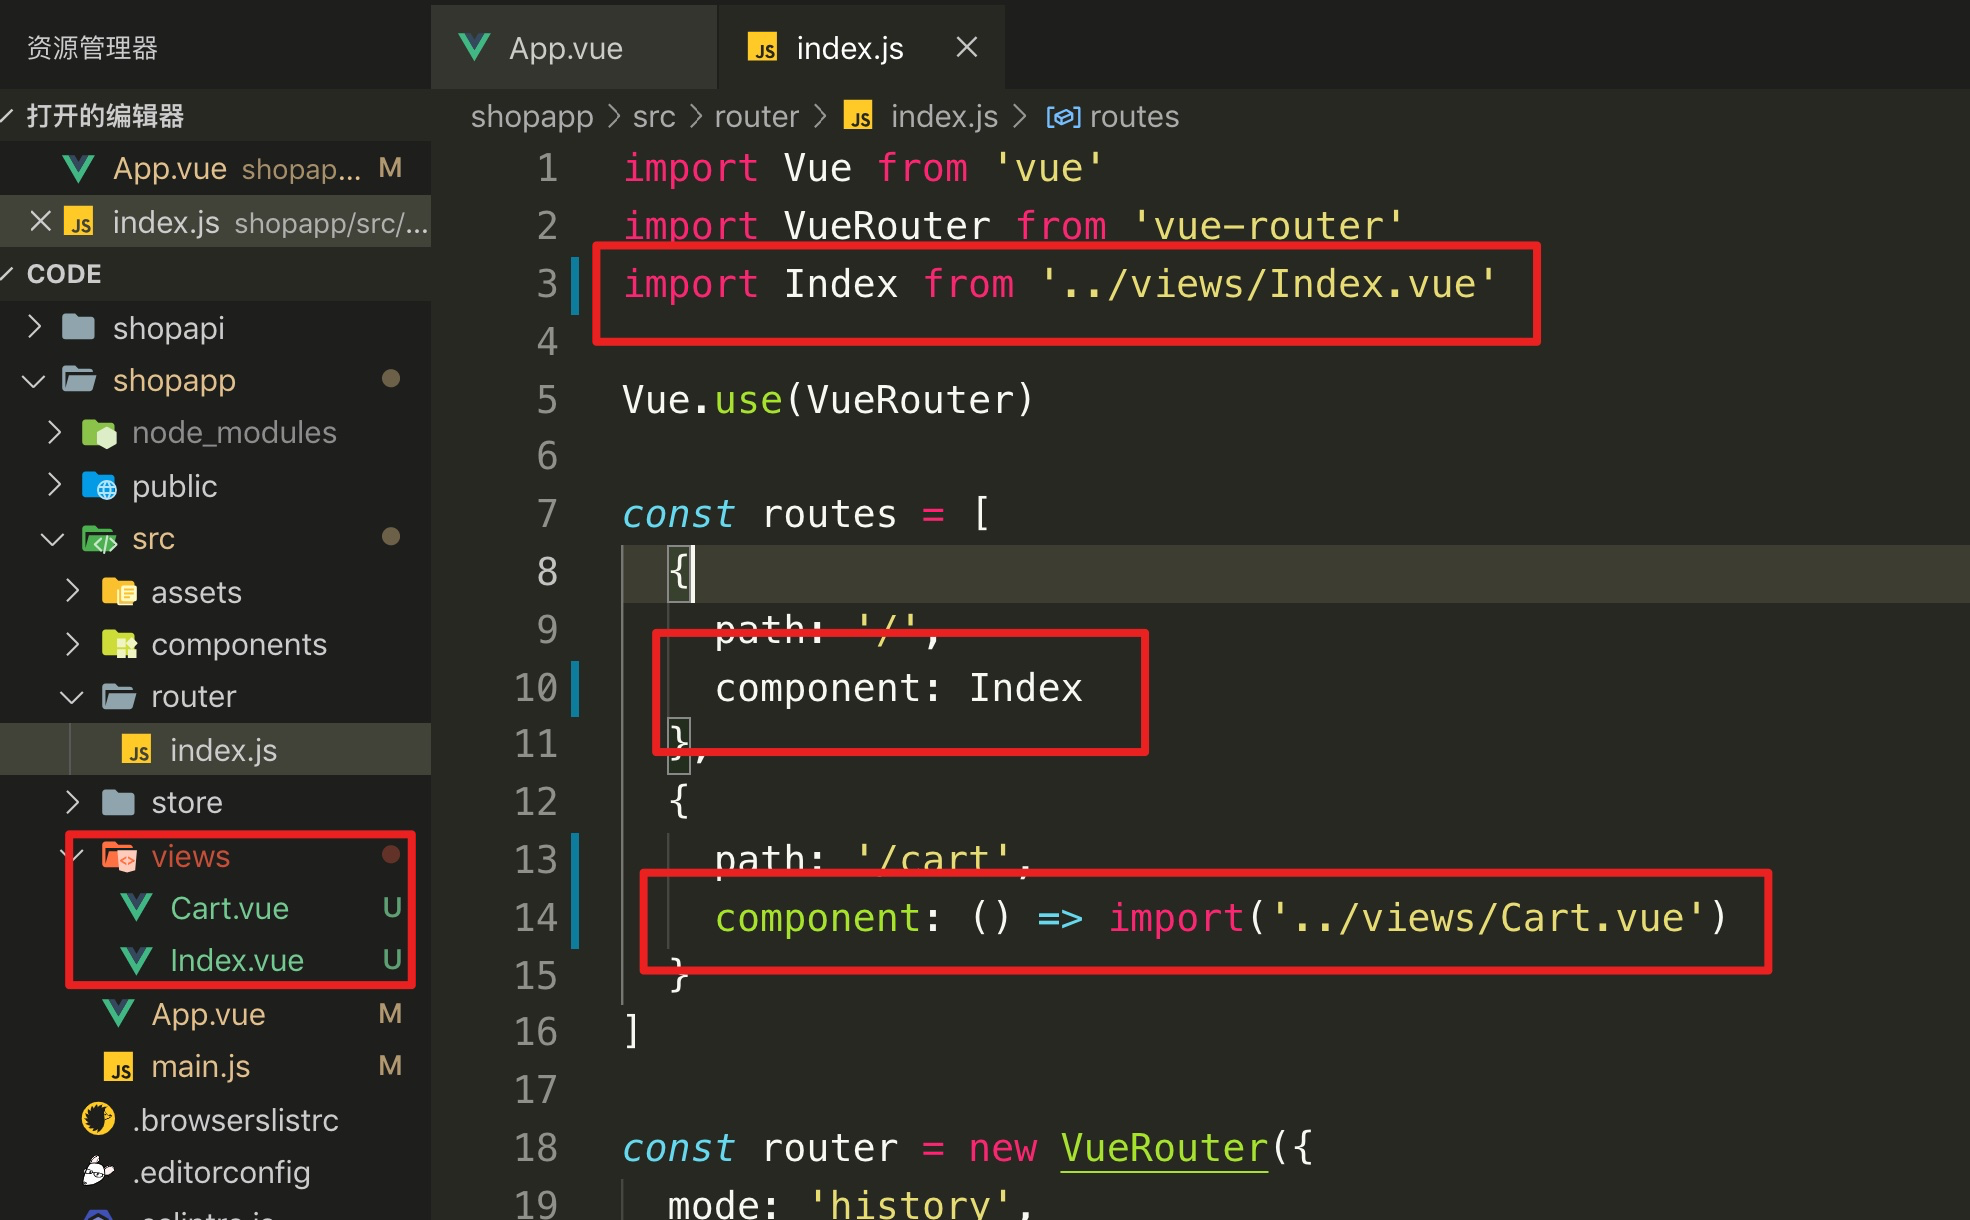 资源管理器
打开的编辑器
App.vue shopap... M
index.js shopapp/src/...
CODE
shopapi
shopapp
node_modules
public
src
assets
components
router
index.js
store
views
Cart.vue U
Index.vue U
App.vue M
main.js M
.browserslistrc
.editorconfig
App.vue
index.js
shopapp > src > router > index.js > routes
1 import Vue from 'vue'
2 import VueRouter from 'vue-router'
3 import Index from '../views/Index.vue'
4
5 Vue.use(VueRouter)
6
7 const routes = [
8 {
9 path: '/',
10 component: Index
11 },
12 {
13 path: '/cart',
14 component: () => import('../views/Cart.vue')
15 }
16 ]
17
18 const router = new VueRouter({
19 mode: 'history',